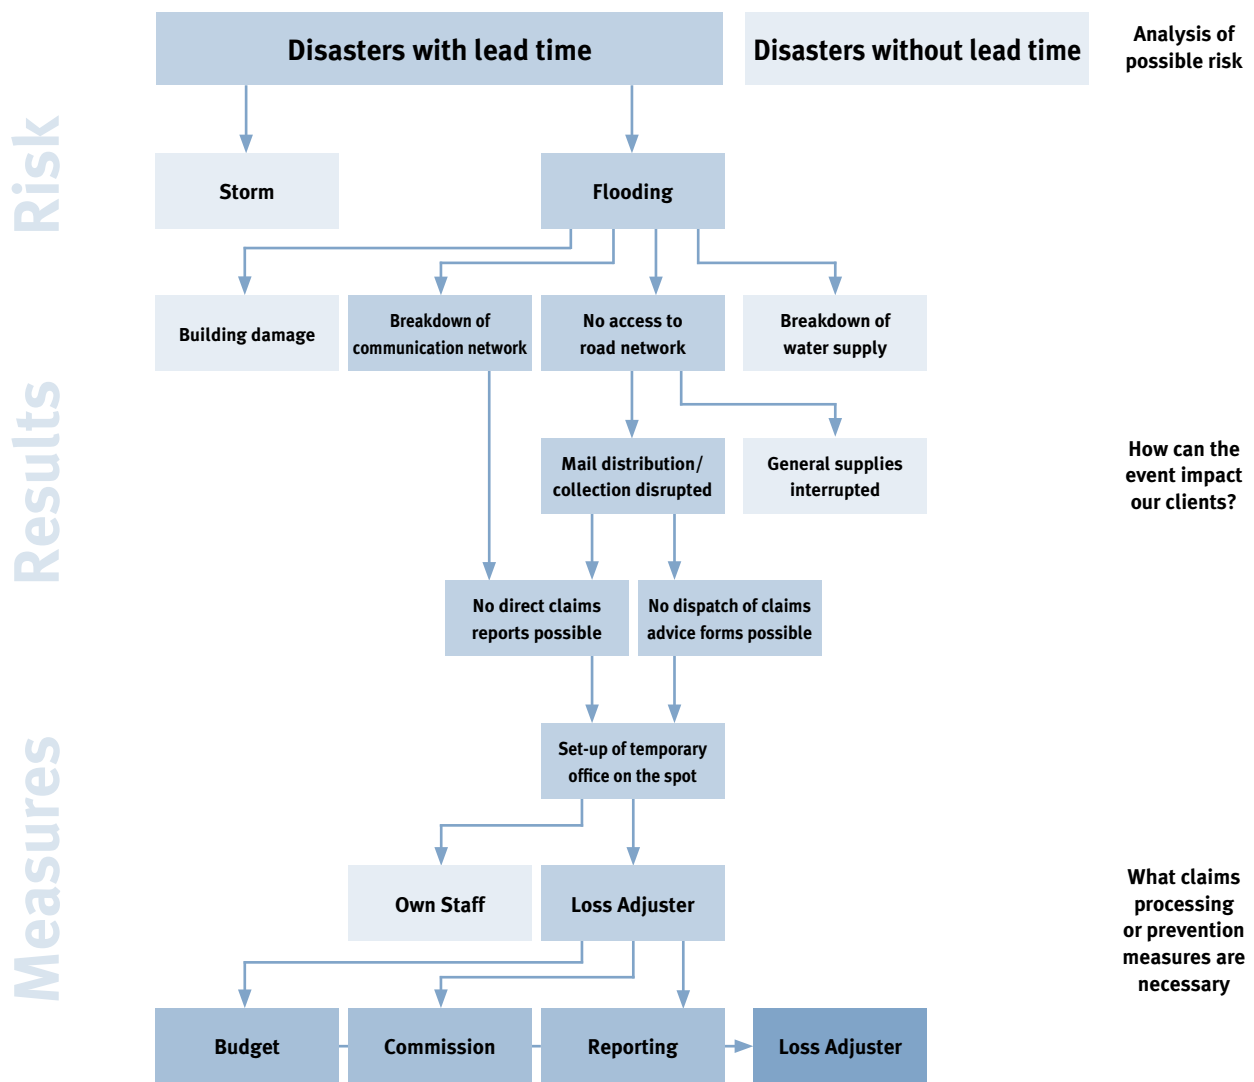 Disasters with lead time
Disasters without lead time
Analysis of
possible risk
Risk
Storm
Flooding
Building damage
Breakdown of
communication network
No access to
road network
Breakdown of
water supply
Results
Mail distribution/
collection disrupted
General supplies
interrupted
How can the
event impact
our clients?
No direct claims
reports possible
No dispatch of claims
advice forms possible
Measures
Set-up of temporary
office on the spot
Own Staff
Loss Adjuster
What claims
processing
or prevention
measures are
necessary
Budget
Commission
Reporting
Loss Adjuster